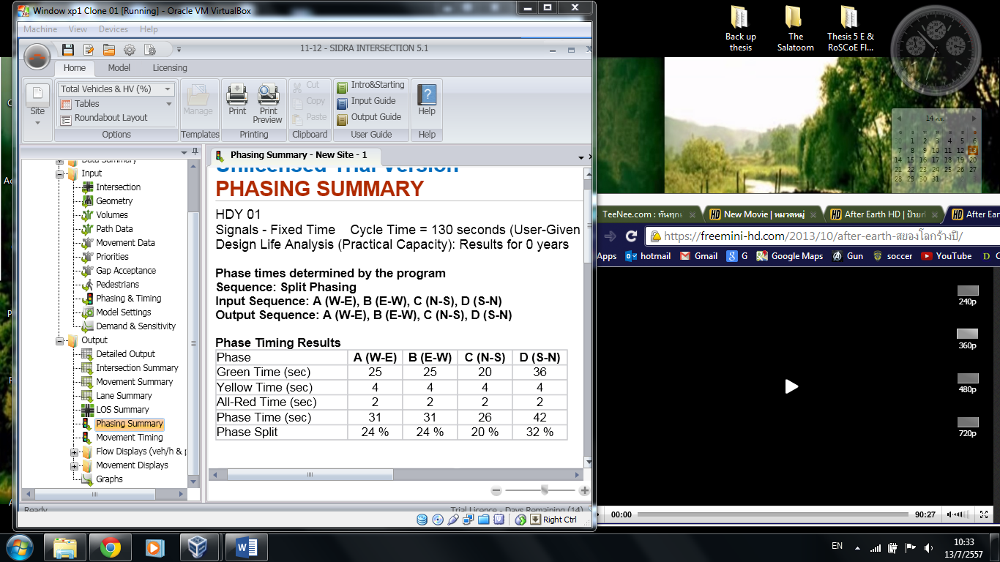 Window xp1 Clone 01 [Running] - Oracle VM VirtualBox
Machine View Devices Help
11-12 - SIDRA INTERSECTION 5.1
Home Model Licensing
Site
Total Vehicles & HV (%)
Tables
Roundabout Layout
Options
Manage
Templates
Print
Print Preview
Printing
Cut
Copy
Paste
Clipboard
Intro&Starting
Input Guide
Output Guide
User Guide
Help
Help
Data Summary
Input
Intersection
Geometry
Volumes
Path Data
Movement Data
Priorities
Gap Acceptance
Pedestrians
Phasing & Timing
Model Settings
Demand & Sensitivity
Output
Detailed Output
Intersection Summary
Movement Summary
Lane Summary
LOS Summary
Phasing Summary
Movement Timing
Flow Displays (veh/h & p
Movement Displays
Graphs
Ready
Phasing Summary - New Site - 1
Unlicensed Trial Version
PHASING SUMMARY
HDY 01
Signals - Fixed Time Cycle Time = 130 seconds (User-Given
Design Life Analysis (Practical Capacity): Results for 0 years
Phase times determined by the program
Sequence: Split Phasing
Input Sequence: A (W-E), B (E-W), C (N-S), D (S-N)
Output Sequence: A (W-E), B (E-W), C (N-S), D (S-N)
Phase Timing Results
Phase A (W-E) B (E-W) C (N-S) D (S-N)
Green Time (sec) 25 25 20 36
Yellow Time (sec) 4 4 4 4
All-Red Time (sec) 2 2 2 2
Phase Time (sec) 31 31 26 42
Phase Split 24 % 24 % 20 % 32 %
Trial Licence - Days Remaining (14)
Right Ctrl
Back up thesis
The Salatoom
Thesis 5 E & RoSCoE FI...
14 ก.ค.
1 2 3 4 5 6
7 8 9 10 11 12 13
14 15 16 17 18 19 20
21 22 23 24 25 26 27
28 29 30 31
TeeNee.com : ทันทุก
HD New Movie | หมวดหมู่
HD After Earth HD | ป้ายกํ
HD After Ear
https://freemini-hd.com/2013/10/after-earth-สยองโลกร้างปี/
Apps hotmail Gmail G Google Maps Gun soccer YouTube
240p
360p
480p
720p
00:00
90:27
EN
10:33
13/7/2557